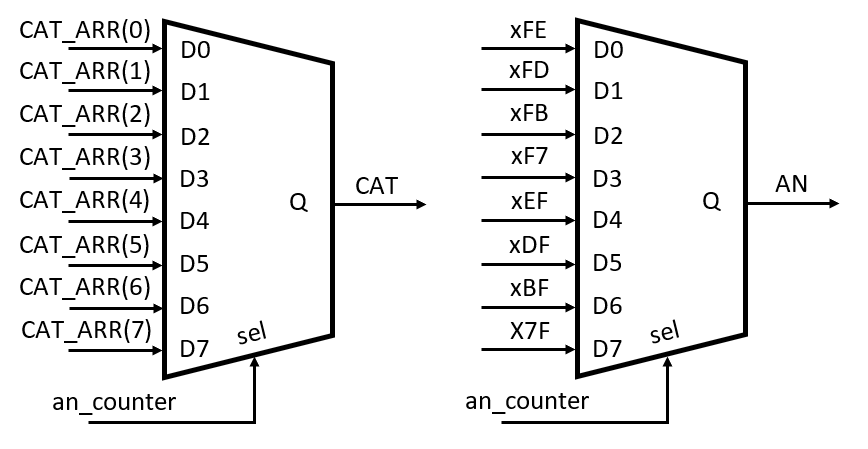 CAT_ARR(0)
D0
CAT_ARR(1)
D1
CAT_ARR(2)
D2
CAT_ARR(3)
D3
CAT_ARR(4)
D4
CAT_ARR(5)
D5
CAT_ARR(6)
D6
CAT_ARR(7)
D7
Q
CAT
sel
an_counter
xFE
D0
xFD
D1
xFB
D2
xF7
D3
xEF
D4
xDF
D5
xBF
D6
X7F
D7
Q
AN
sel
an_counter